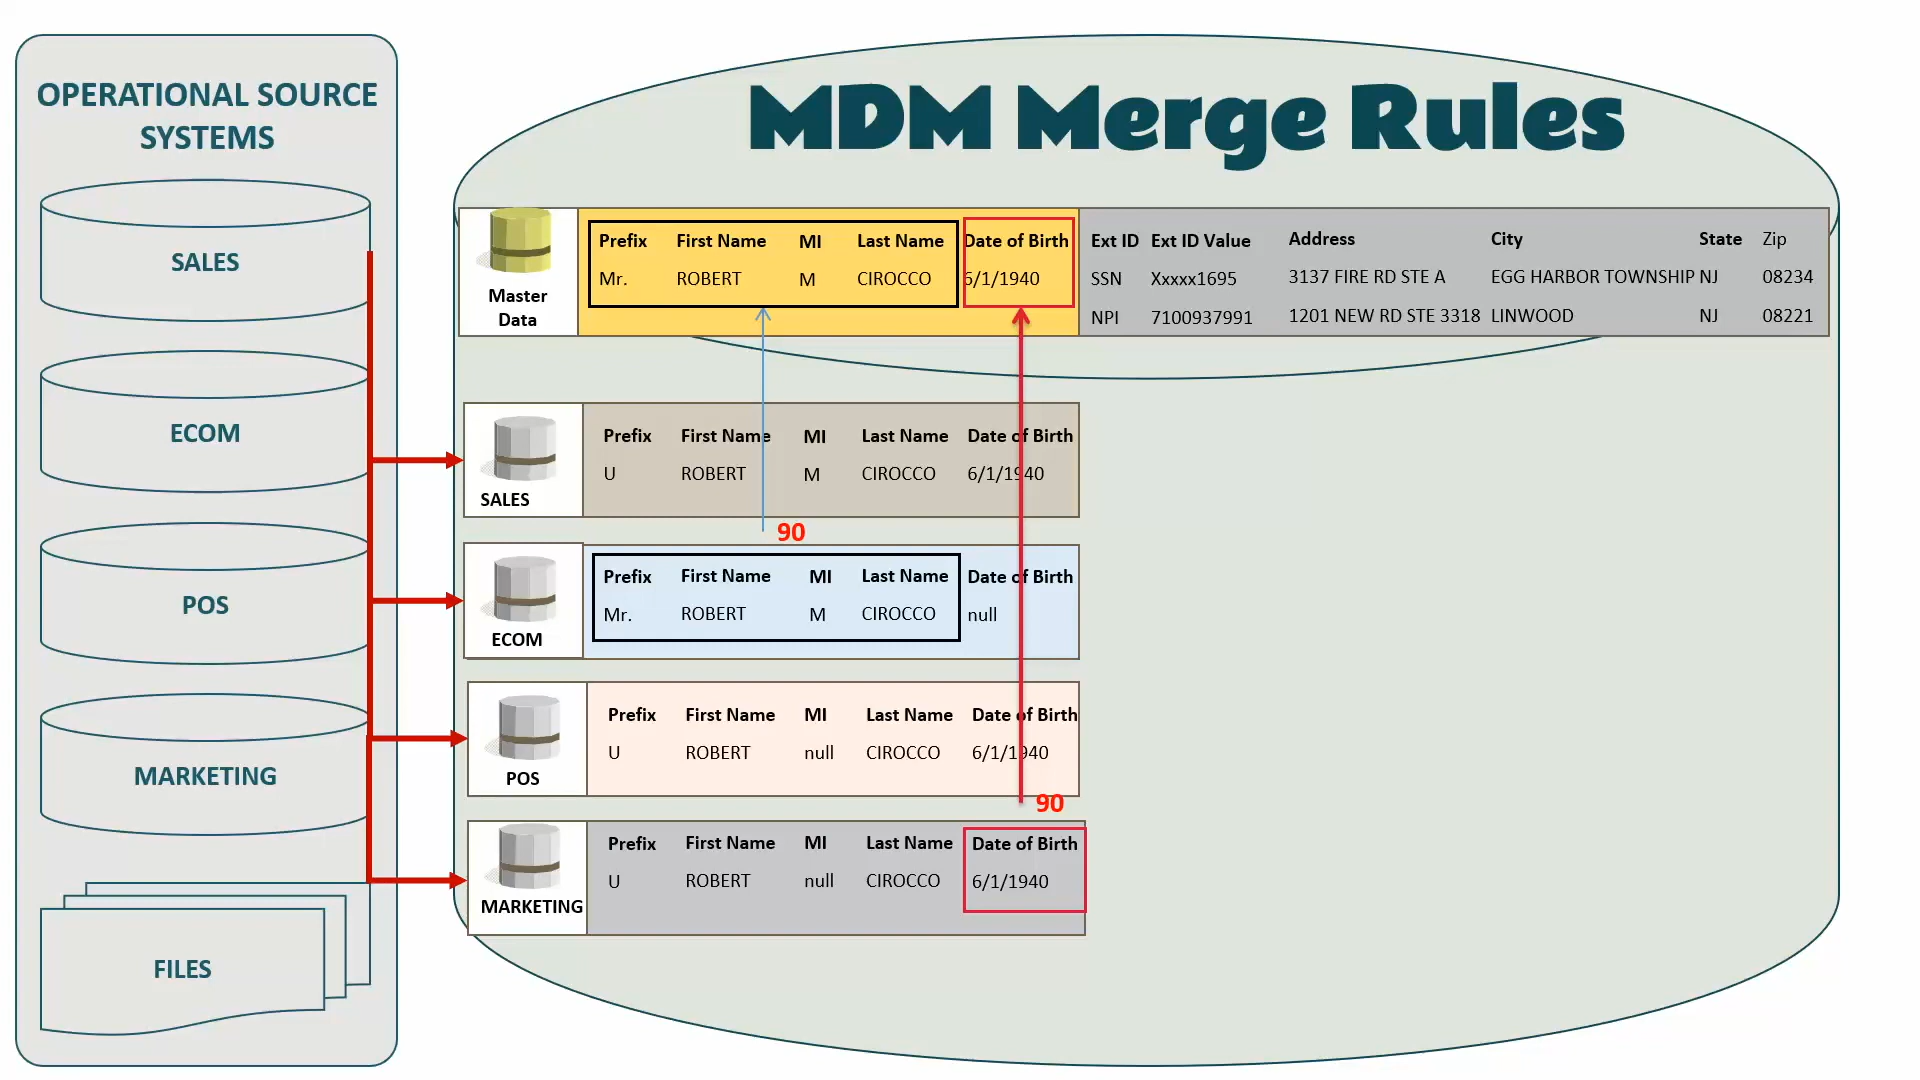 OPERATIONAL SOURCE
SYSTEMS
SALES
ECOM
POS
MARKETING
FILES
MDM Merge Rules
Master
Data
Prefix First Name MI Last Name Date of Birth Ext ID Ext ID Value Address City State Zip
Mr. ROBERT M CIROCCO 6/1/1940 SSN Xxxxx1695 3137 FIRE RD STE A EGG HARBOR TOWNSHIP NJ 08234
NPI 7100937991 1201 NEW RD STE 3318 LINWOOD NJ 08221
SALES
Prefix First Name MI Last Name Date of Birth
U ROBERT M CIROCCO 6/1/1940
90
ECOM
Prefix First Name MI Last Name Date of Birth
Mr. ROBERT M CIROCCO null
POS
Prefix First Name MI Last Name Date of Birth
U ROBERT null CIROCCO 6/1/1940
90
MARKETING
Prefix First Name MI Last Name Date of Birth
U ROBERT null CIROCCO 6/1/1940